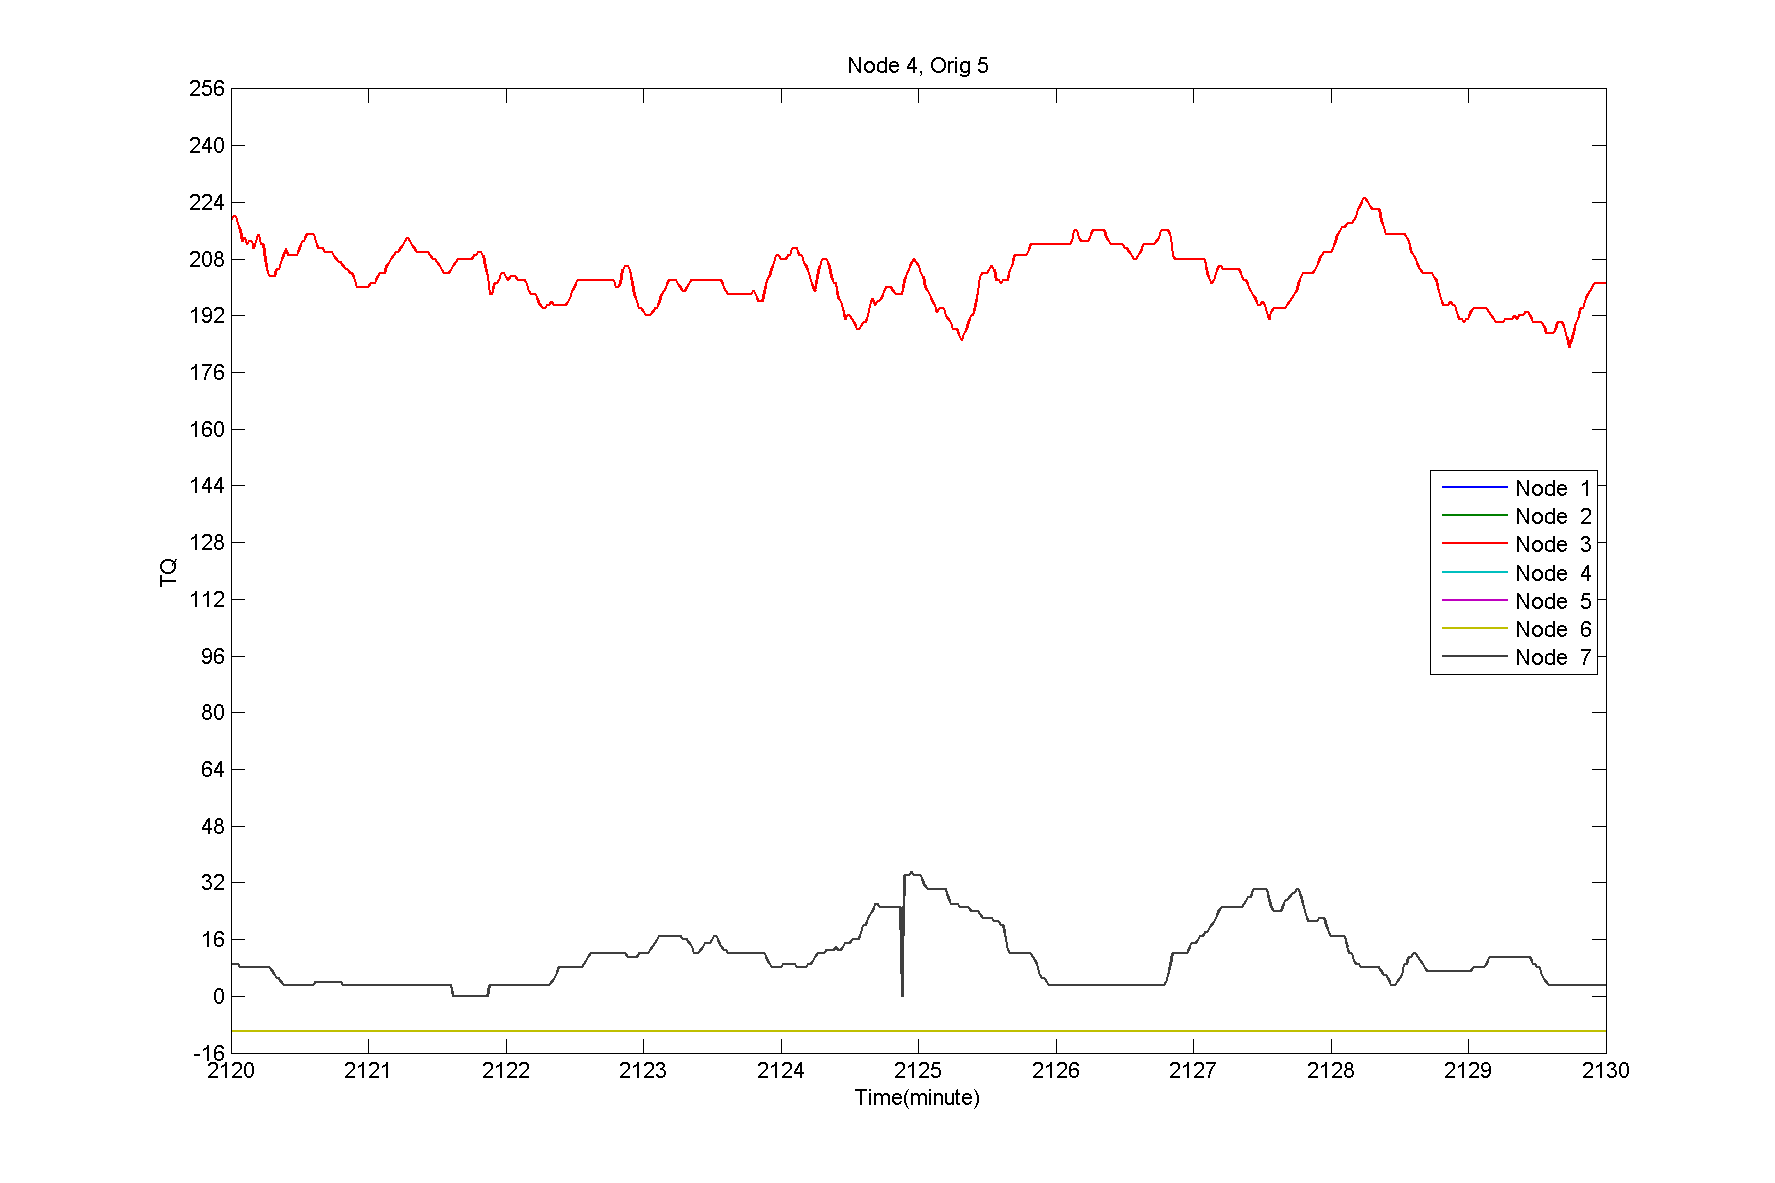 Node 4, Orig 5
256
240
224
208
192
176
160
144
128
112
96
80
64
48
32
16
0
-16
TQ
Node 1
Node 2
Node 3
Node 4
Node 5
Node 6
Node 7
2120 2121 2122 2123 2124 2125 2126 2127 2128 2129 2130
Time(minute)